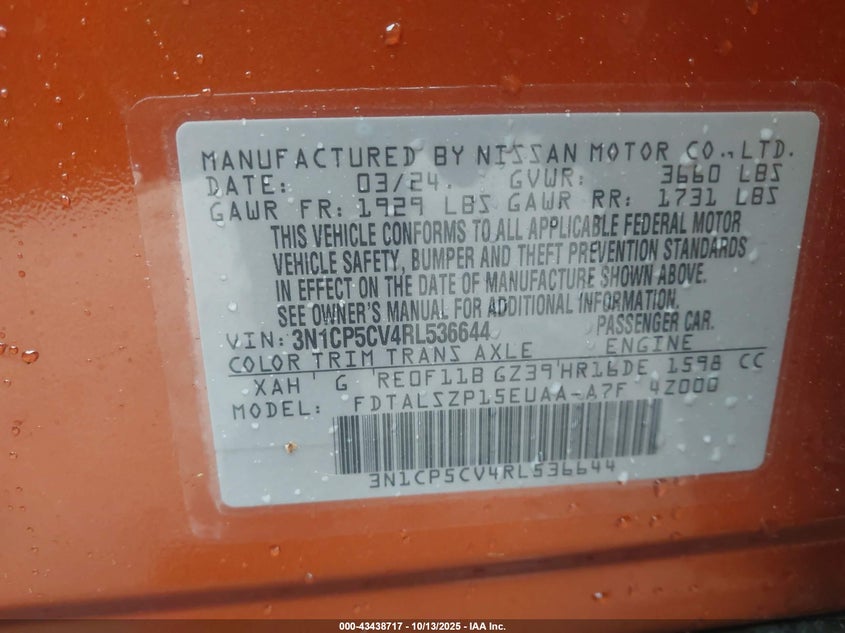 MANUFACTURED BY NISSAN MOTOR CO., LTD.
DATE: 03/24. GVWR: 3660 LBS
GAWR FR: 1929 LBS GAWR RR: 1731 LBS
THIS VEHICLE CONFORMS TO ALL APPLICABLE FEDERAL MOTOR
VEHICLE SAFETY, BUMPER AND THEFT PREVENTION STANDARDS
IN EFFECT ON THE DATE OF MANUFACTURE SHOWN ABOVE.
SEE OWNER'S MANUAL FOR ADDITIONAL INFORMATION.
VIN: 3N1CP5CV4RL536644 PASSENGER CAR.
COLOR TRIM TRANS AXLE ENGINE
XAH G RE0F11B GZ39 HR16DE 1598 CC
MODEL: FDTALSZP15EUAA-A7F 4Z000
3N1CP5CV4RL536644
000-43438717 - 10/13/2025 - IAA Inc.